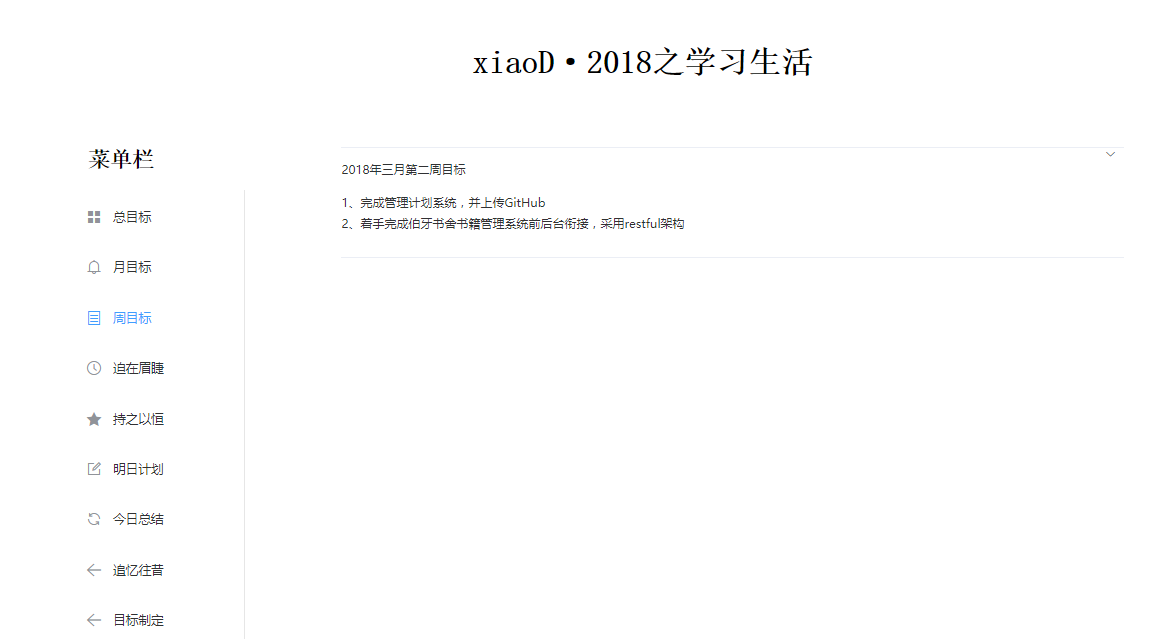 xiaoD·2018之学习生活
菜单栏
总目标
月目标
周目标
迫在眉睫
持之以恒
明日计划
今日总结
追忆往昔
目标制定
2018年三月第二周目标
1、完成管理计划系统，并上传GitHub
2、着手完成伯牙书舍书籍管理系统前后台衔接，采用restful架构